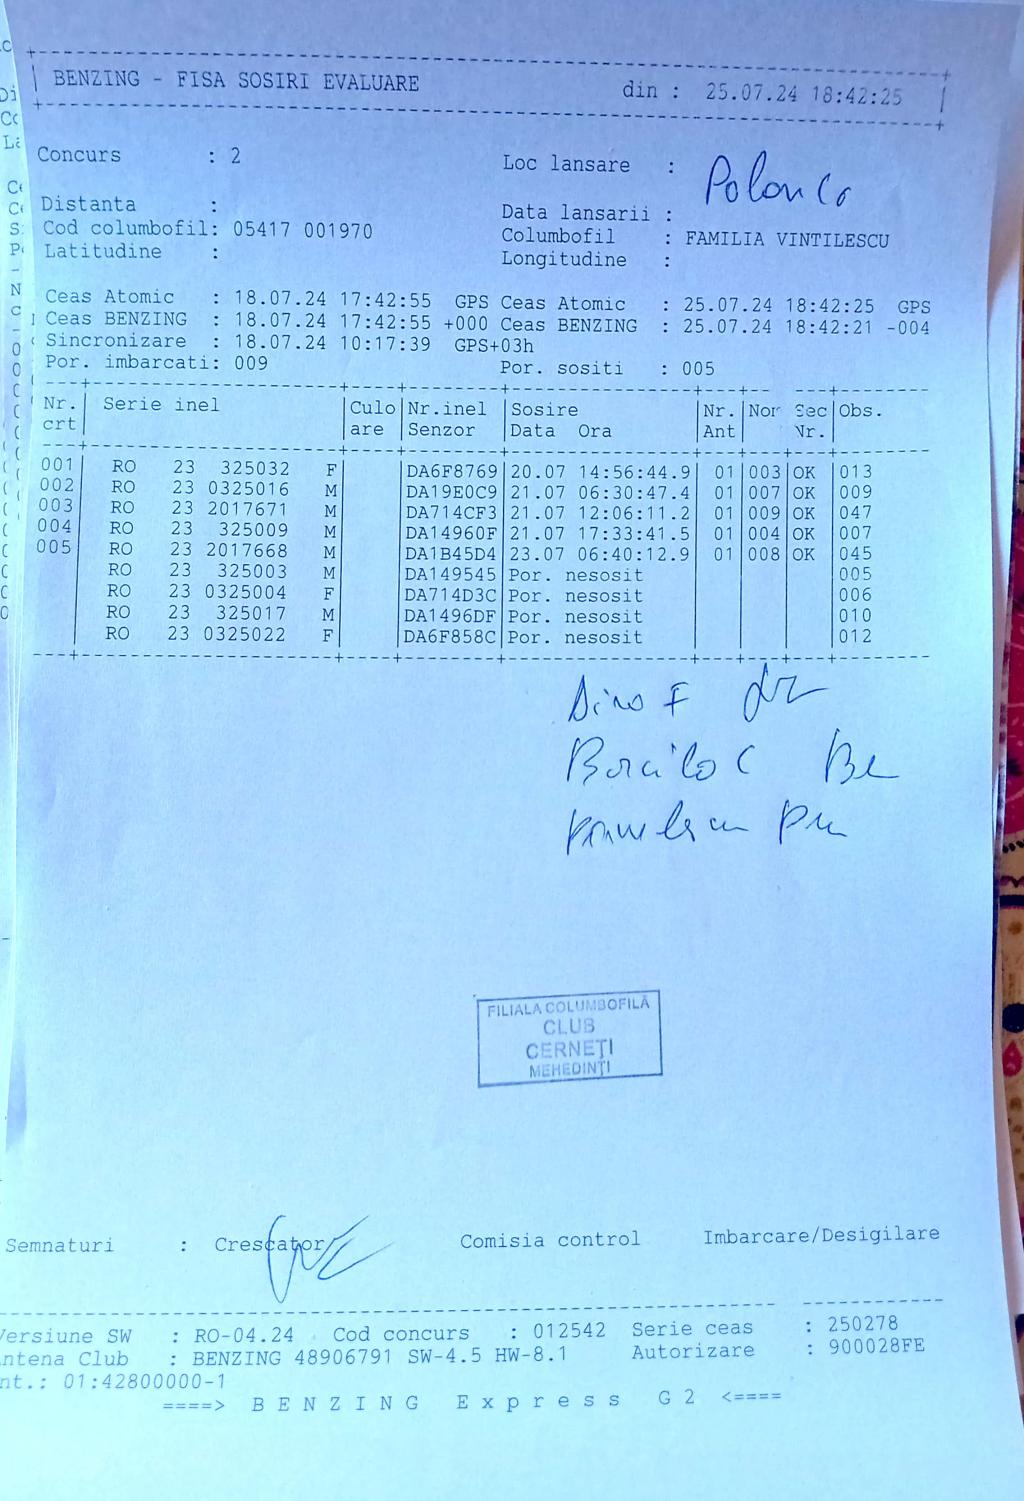 BENZING - FISA SOSIRI EVALUARE din : 25.07.24 18:42:25
Concurs : 2 Loc lansare :
Distanta : Data lansarii :
Cod columbofil: 05417 001970 Columbofil : FAMILIA VINTILESCU
Latitudine : Longitudine :
Ceas Atomic : 18.07.24 17:42:55 GPS Ceas Atomic : 25.07.24 18:42:25 GPS
Ceas BENZING : 18.07.24 17:42:55 +000 Ceas BENZING : 25.07.24 18:42:21 -004
Sincronizare : 18.07.24 10:17:39 GPS+03h
Por. imbarcati: 009 Por. sositi : 005
Nr. Serie inel Culo Nr.inel Sosire Nr. Sec Obs.
crt are Senzor Data Ora Ant Nr.
001 RO 23 325032 F DA6F8769 20.07 14:56:44.9 01 003 OK 013
002 RO 23 0325016 M DA19E0C9 21.07 06:30:47.4 01 007 OK 009
003 RO 23 2017671 M DA714CF3 21.07 12:06:11.2 01 009 OK 047
004 RO 23 325009 M DA14960F 21.07 17:33:41.5 01 004 OK 007
005 RO 23 2017668 M DA1B45D4 23.07 06:40:12.9 01 008 OK 045
RO 23 325003 M DA149545 Por. nesosit 005
RO 23 0325004 F DA714D3C Por. nesosit 006
RO 23 325017 M DA1496DF Por. nesosit 010
RO 23 0325022 F DA6F858C Por. nesosit 012
FILIALA COLUMBOFILĂ
CLUB
CERNEȚI
MEHEDINȚI
Semnaturi : Crescator Comisia control Imbarcare/Desigilare
Versiune SW : RO-04.24 Cod concurs : 012542 Serie ceas : 250278
Antena Club : BENZING 48906791 SW-4.5 HW-8.1 Autorizare : 900028FE
nt.: 01:42800000-1
====> B E N Z I N G E x p r e s s G 2 <====